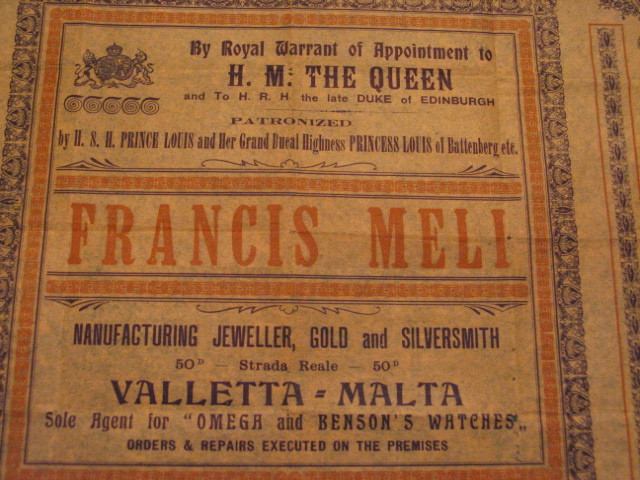 By Royal Warrant of Appointment to
H. M. THE QUEEN
and To H. R. H. the late DUKE of EDINBURGH
PATRONIZED
by H. S. H. PRINCE LOUIS and Her Grand Ducal Highness PRINCESS LOUIS of Battenberg etc.
FRANCIS MELI
NANUFACTURING JEWELLER, GOLD and SILVERSMITH
50D – Strada Reale – 50D
VALLETTA - MALTA
Sole Agent for "OMEGA and BENSON'S WATCHES„
ORDERS & REPAIRS EXECUTED ON THE PREMISES